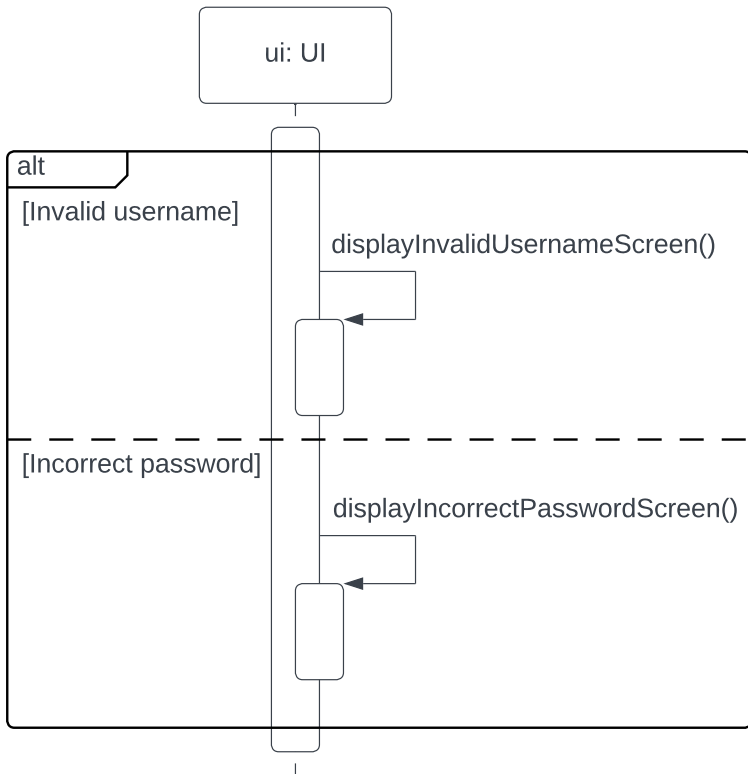 ui: UI
alt
[Invalid username]
displayInvalidUsernameScreen()
[Incorrect password]
displayIncorrectPasswordScreen()